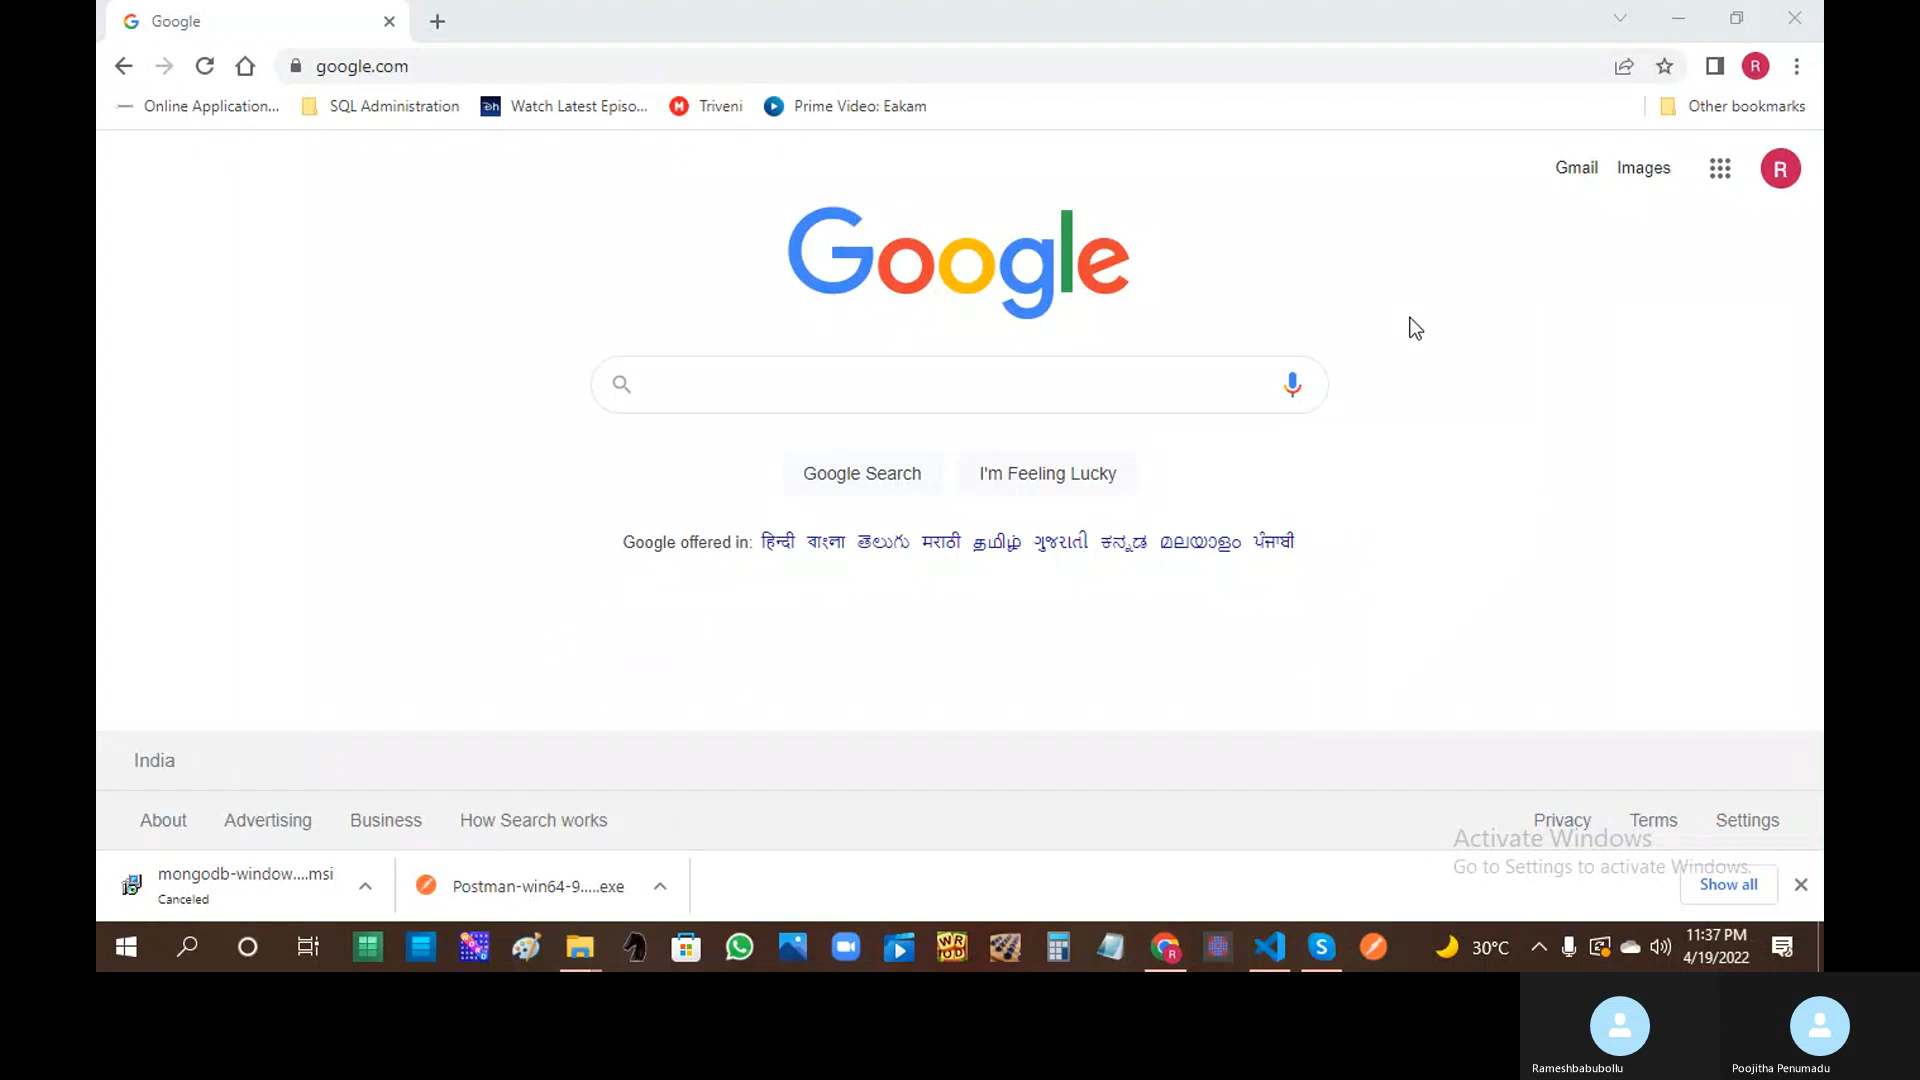 Google
google.com
R
Online Application...
SQL Administration
Watch Latest Episo...
Triveni
Prime Video: Eakam
Other bookmarks
Gmail
Images
R
Google
Google Search
I'm Feeling Lucky
Google offered in: हिन्दी বাংলা తెలుగు मराठी தமிழ் ગુજરાતી ಕನ್ನಡ മലയാളം ਪੰਜਾਬੀ
India
About
Advertising
Business
How Search works
Privacy
Terms
Settings
Activate Windows
Go to Settings to activate Windows.
mongodb-window....msi
Canceled
Postman-win64-9.....exe
Show all
30°C
11:37 PM
4/19/2022
Rameshbabubollu
Poojitha Penumadu